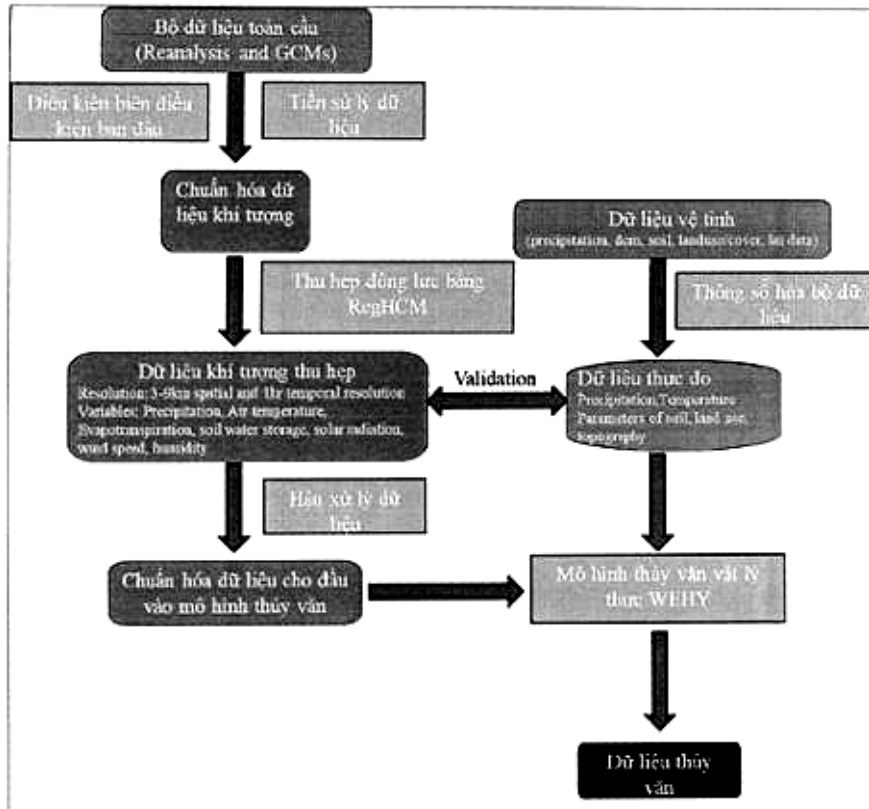 Bộ dữ liệu toàn cầu
(Reanalysis and GCMs)
Điều kiện biên điều
kiện ban đầu
Tiền sử lý dữ
liệu
Chuẩn hóa dữ
liệu khí tượng
Dữ liệu vệ tinh
(precipitation, dem, soil, landuse/cover, lai data)
Thu hẹp động lực bằng
RegHCM
Thông số hóa bộ dữ
liệu
Dữ liệu khí tượng thu hẹp
Resolution: 3-9km spatial and 1hr temporal resolution
Variables: Precipitation, Air temperature,
Evapotranspiration, soil water storage, solar radiation,
wind speed, humidity
Validation
Dữ liệu thực đo
Precipitation, Temperature
Parameters of soil, land use,
topography
Hậu xử lý dữ
liệu
Chuẩn hóa dữ liệu cho đầu
vào mô hình thủy văn
Mô hình thủy văn vật lý
thực WEHY
Dữ liệu thủy
văn